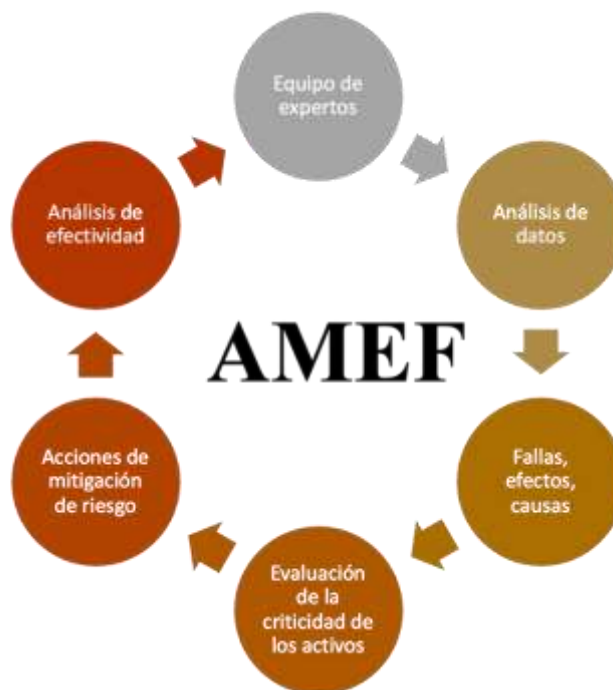 Equipo de
expertos
Análisis de
datos
Fallas,
efectos,
causas
Evaluación
de la
criticidad de
los activos
Acciones de
mitigación
de riesgo
Análisis de
efectividad
AMEF